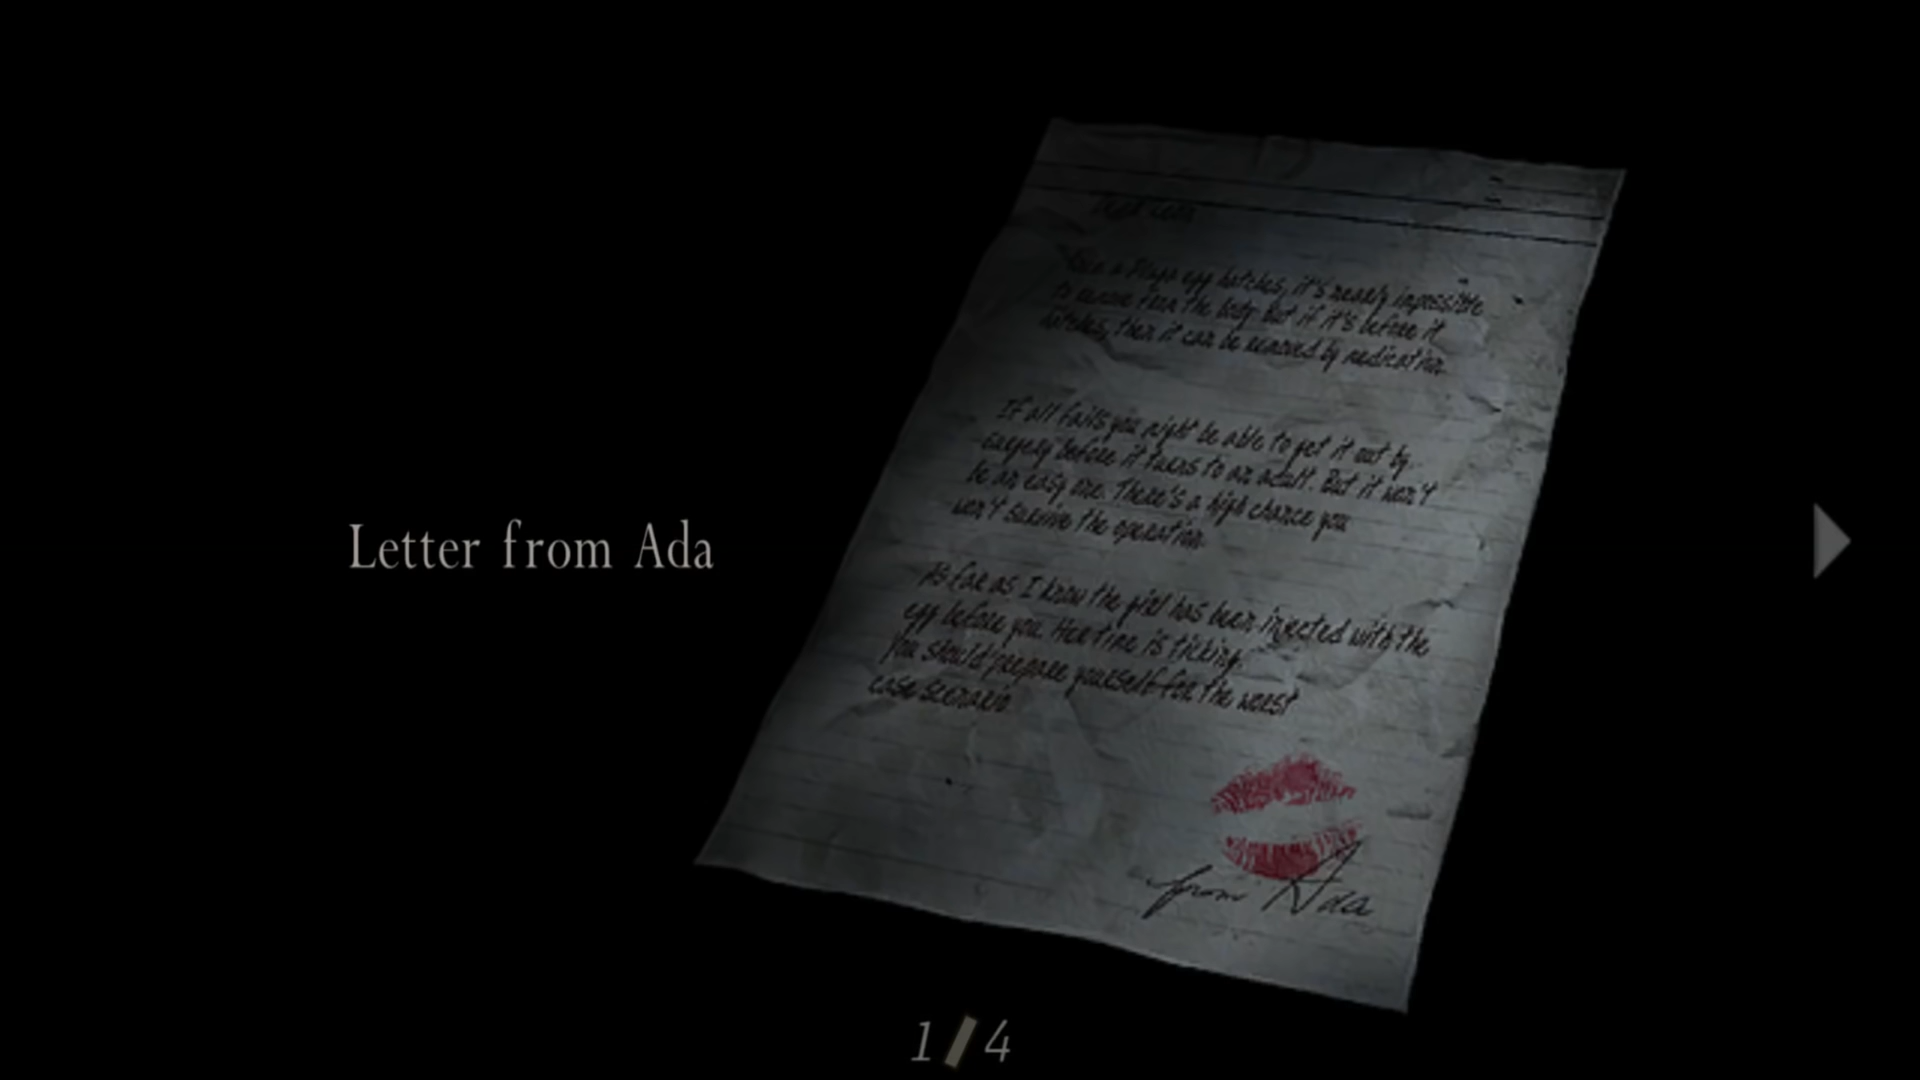 Letter from Ada
Dear Leon
Once a Plaga egg hatches, it's nearly impossible
to remove from the body. But if it's before it
hatches, then it can be removed by medication.
If all fails you might be able to get it out by
surgery before it turns to an adult. But it won't
be an easy one. There's a high chance you
won't survive the operation.
As far as I know the girl has been injected with the
egg before you. Her time is ticking.
You should prepare yourself for the worst
case scenario.
from Ada
1/4